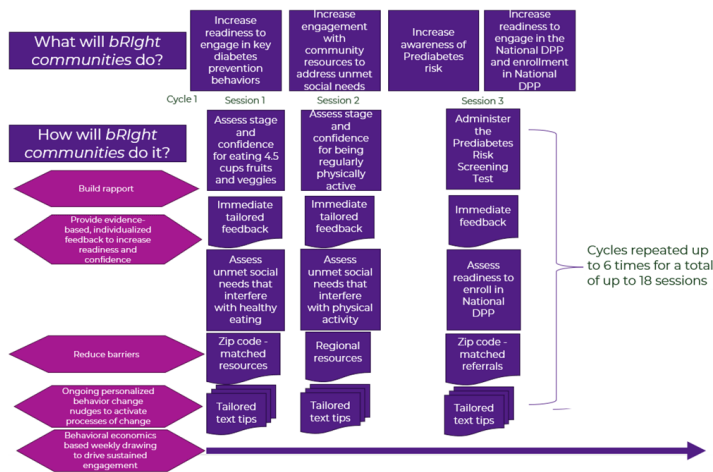 What will bRIght
communities do?
Increase
readiness to
engage in key
diabetes
prevention
behaviors
Increase
engagement
with
community
resources to
address unmet
social needs
Increase
awareness of
Prediabetes
risk
Increase
readiness to
engage in the
National DPP
and enrollment
in National
DPP
Cycle 1
Session 1
Session 2
Session 3
How will bRIght
communities do it?
Assess stage
and
confidence
for eating 4.5
cups fruits
and veggies
Assess stage
and
confidence
for being
regularly
physically
active
Administer
the
Prediabetes
Risk
Screening
Test
Build rapport
Provide evidence-
based, individualized
feedback to increase
readiness and
confidence
Immediate
tailored
feedback
Immediate
tailored
feedback
Immediate
feedback
Cycles repeated up
to 6 times for a total
of up to 18 sessions
Assess
unmet social
needs that
interfere
with healthy
eating
Assess
unmet social
needs that
interfere
with physical
activity
Assess
readiness to
enroll in
National
DPP
Reduce barriers
Zip code -
matched
resources
Regional
resources
Zip code -
matched
referrals
Ongoing personalized
behavior change
nudges to activate
processes of change
Tailored
text tips
Tailored
text tips
Tailored
text tips
Behavioral economics
based weekly drawing
to drive sustained
engagement